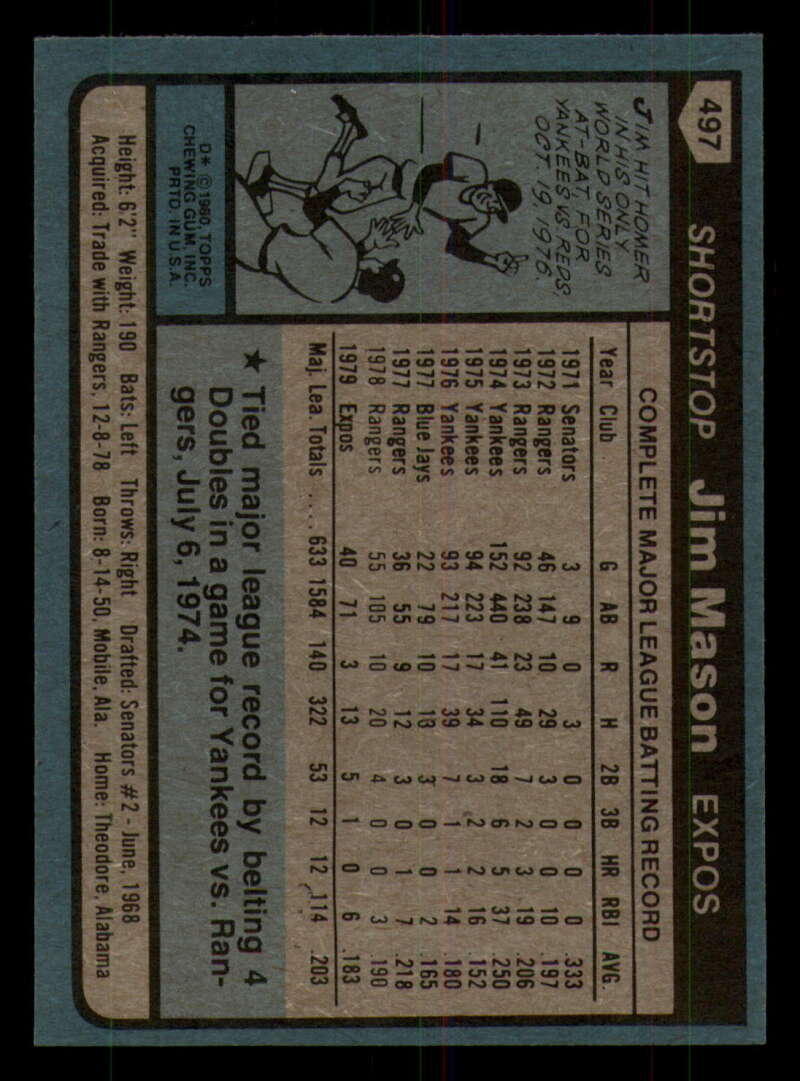 497
SHORTSTOP Jim Mason EXPOS
JIM HIT HOMER
IN HIS ONLY
WORLD SERIES
AT-BAT, FOR
YANKEES VS REDS,
OCT. 19, 1976.
D* © 1980, TOPPS
CHEWING GUM, INC.
PRTD. IN U.S.A.
COMPLETE MAJOR LEAGUE BATTING RECORD
Year Club G AB R H 2B 3B HR RBI AVG.
1971 Senators 3 9 0 3 0 0 0 0 .333
1972 Rangers 46 147 10 29 3 0 0 10 .197
1973 Rangers 92 238 23 49 7 2 3 19 .206
1974 Yankees 152 440 41 110 18 6 5 37 .250
1975 Yankees 94 223 17 34 3 2 2 16 .152
1976 Yankees 93 217 17 39 7 1 1 14 .180
1977 Blue Jays 22 79 10 13 3 0 0 2 .165
1977 Rangers 36 55 9 12 3 0 1 7 .218
1978 Rangers 55 105 10 20 4 0 0 3 .190
1979 Expos 40 71 3 13 5 1 0 6 .183
Maj. Lea. Totals .... 633 1584 140 322 53 12 12 114 .203
★ Tied major league record by belting 4
Doubles in a game for Yankees vs. Ran-
gers, July 6, 1974.
Height: 6'2" Weight: 190 Bats: Left Throws: Right Drafted: Senators #2 - June, 1968
Acquired: Trade with Rangers, 12-8-78 Born: 8-14-50, Mobile, Ala. Home: Theodore, Alabama